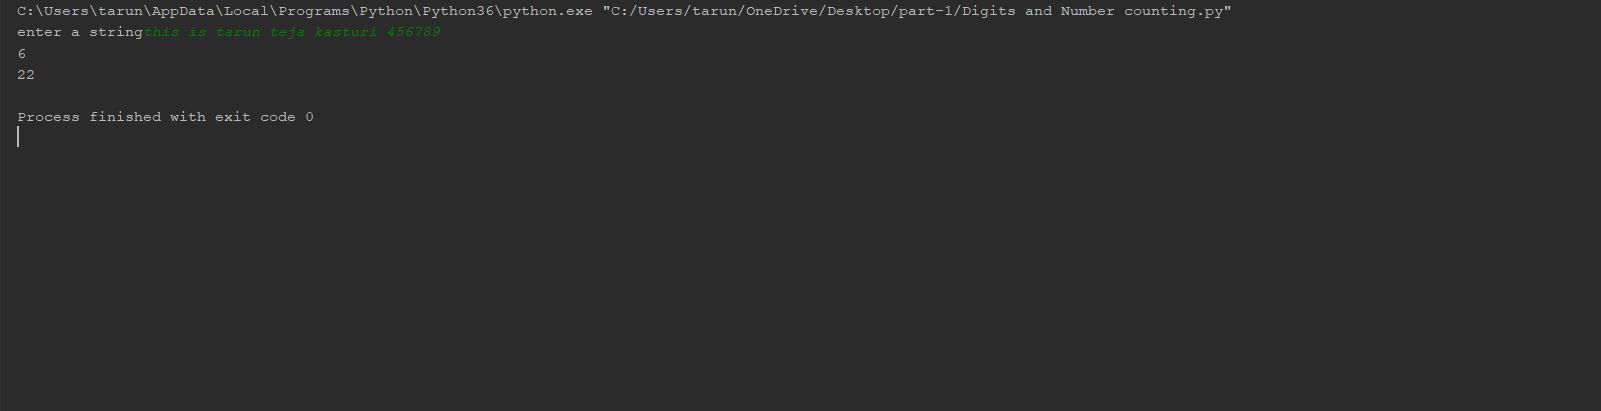 C:\Users\tarun\AppData\Local\Programs\Python\Python36\python.exe "C:/Users/tarun/OneDrive/Desktop/part-1/Digits and Number counting.py"
enter a stringthis is tarun teja kasturi 456789
6
22
Process finished with exit code 0